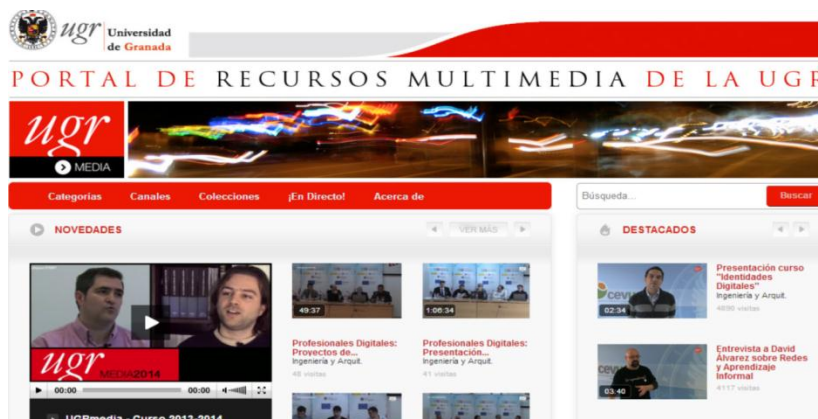 ugr Universidad
de Granada
PORTAL DE RECURSOS MULTIMEDIA DE LA UGR
ugr
MEDIA
Categorias Canales Colecciones ¡En Directo! Acerca de
Búsqueda... Buscar
NOVEDADES
VER MÁS
DESTACADOS
49:37
1:06:34
Profesionales Digitales:
Proyectos de...
Ingeniería y Arquit.
48 visitas
Profesionales Digitales:
Presentación...
Ingeniería y Arquit.
41 visitas
ugr
MEDIA2014
00:00 00:00
UGRmedia - Curso 2013-2014
cevu
02:34
Presentación curso
"Identidades
Digitales"
Ingeniería y Arquit.
4690 visitas
03:40
Entrevista a David
Álvarez sobre Redes
y Aprendizaje
Informal
4117 visitas